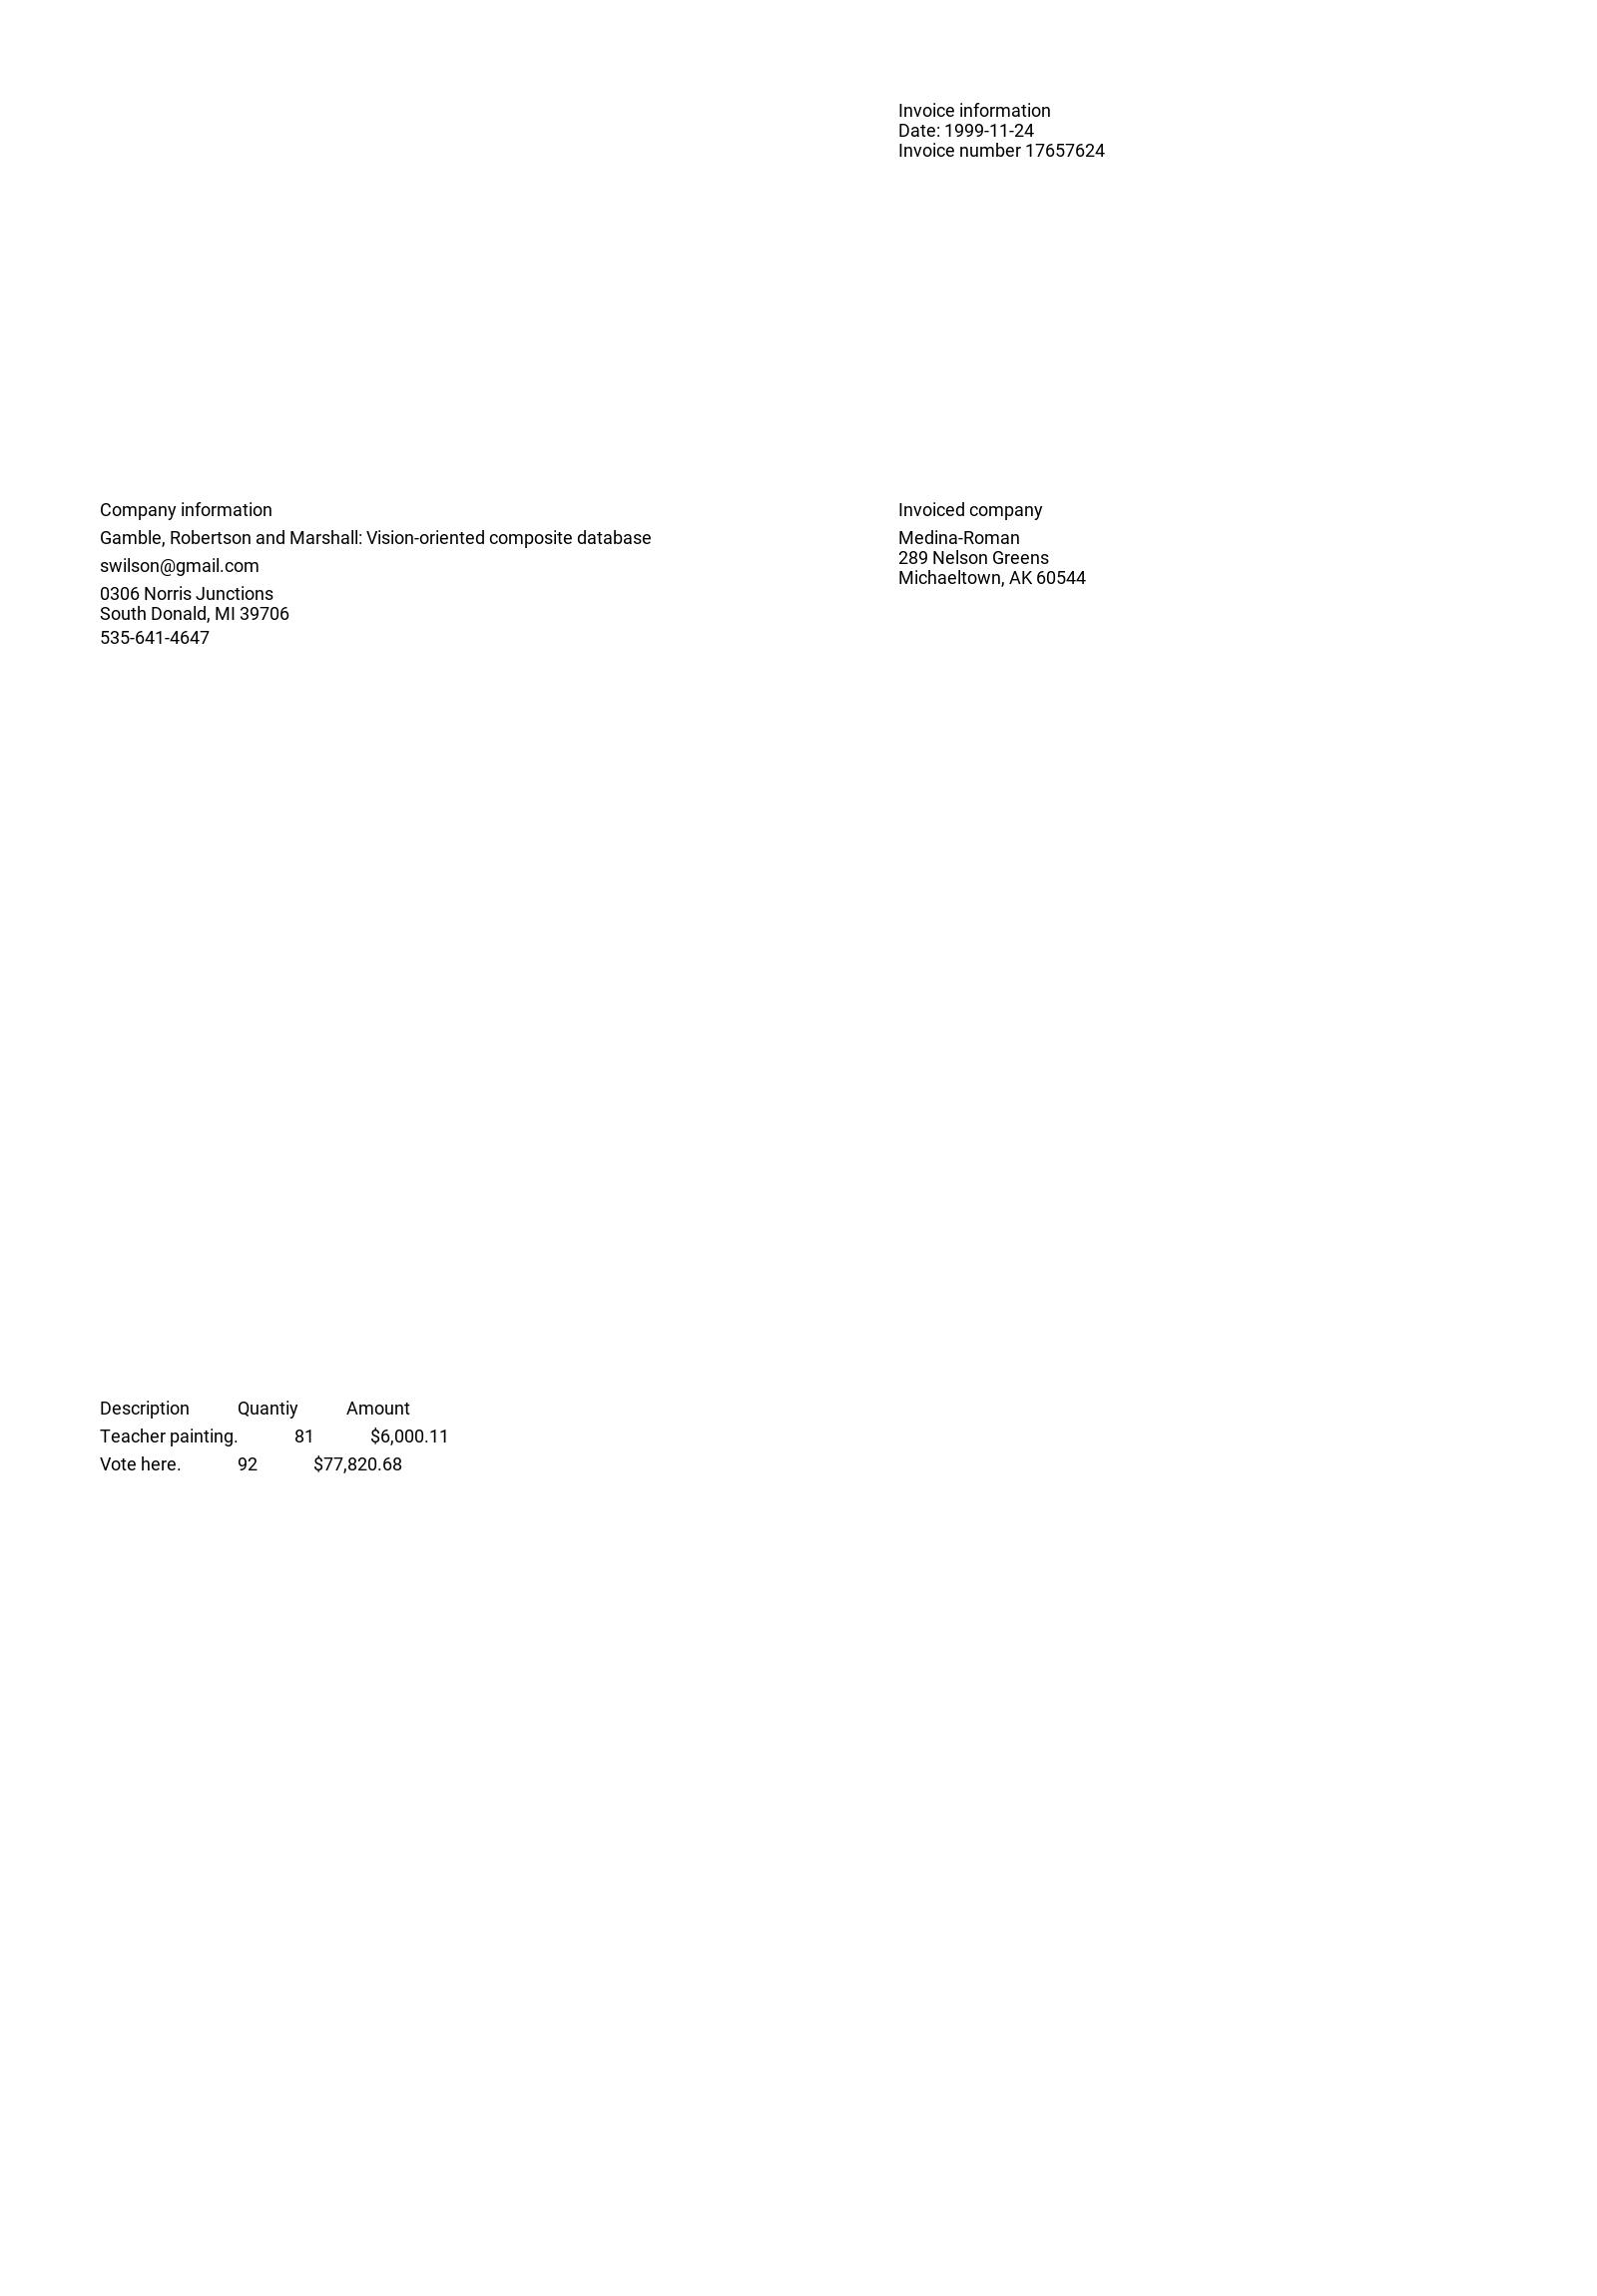 Invoice information
Date: 1999-11-24
Invoice number 17657624
Company information
Gamble, Robertson and Marshall: Vision-oriented composite database
swilson@gmail.com
0306 Norris Junctions
South Donald, MI 39706
535-641-4647
Invoiced company
Medina-Roman
289 Nelson Greens
Michaeltown, AK 60544
Description Quantiy Amount
Teacher painting. 81 $6,000.11
Vote here. 92 $77,820.68